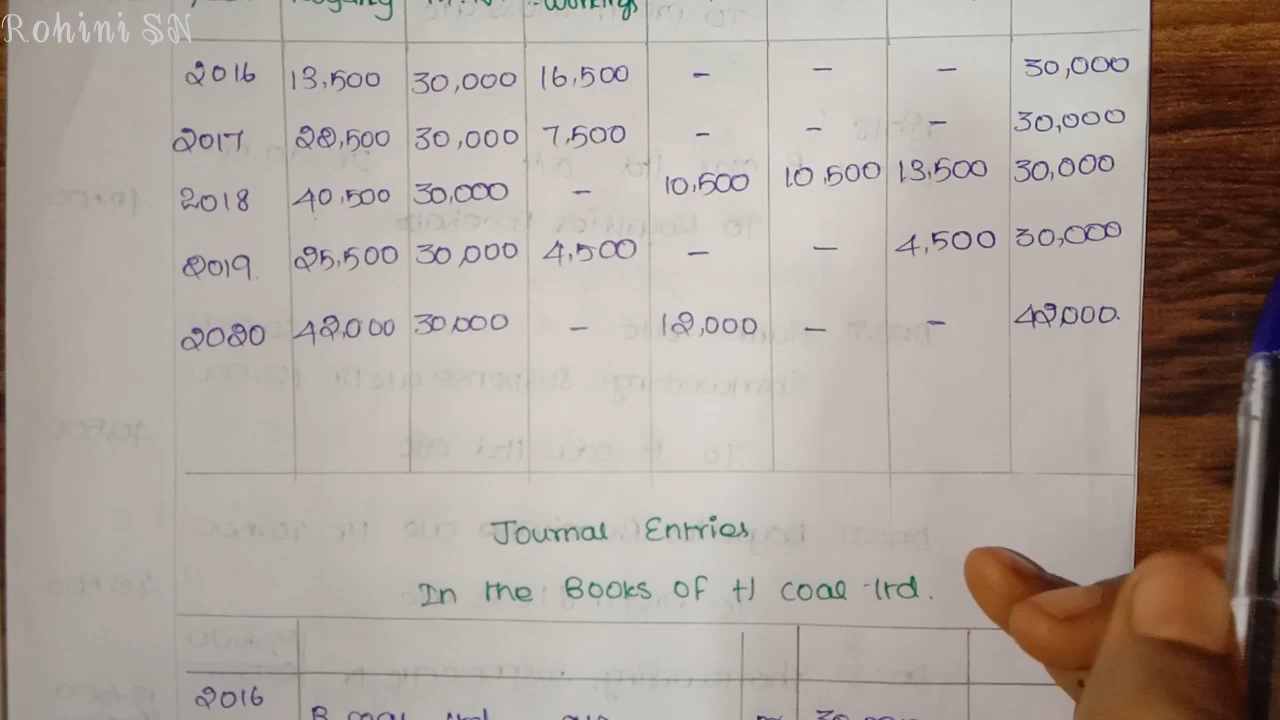 Rohini SN
Workings
2016 13,500 30,000 16,500 - - - 30,000
2017 22,500 30,000 7,500 - - - 30,000
2018 40,500 30,000 - 10,500 10,500 13,500 30,000
2019. 25,500 30,000 4,500 - - 4,500 30,000
2020 42,000 30,000 - 12,000 - - 42,000.
Journal Entries
In the Books of H coal ltd.
2016